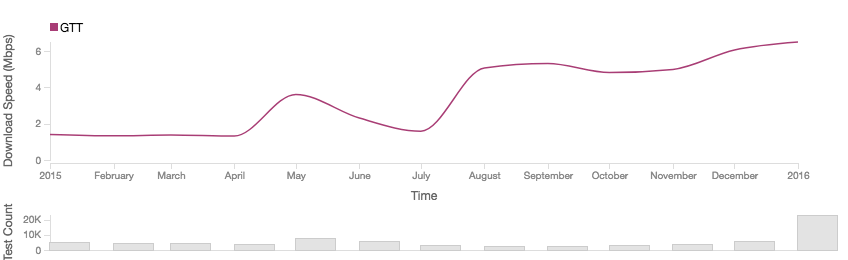 GTT
Download Speed (Mbps)
6
4
2
0
2015 February March April May June July August September October November December 2016
Time
Test Count
20K
10K
0